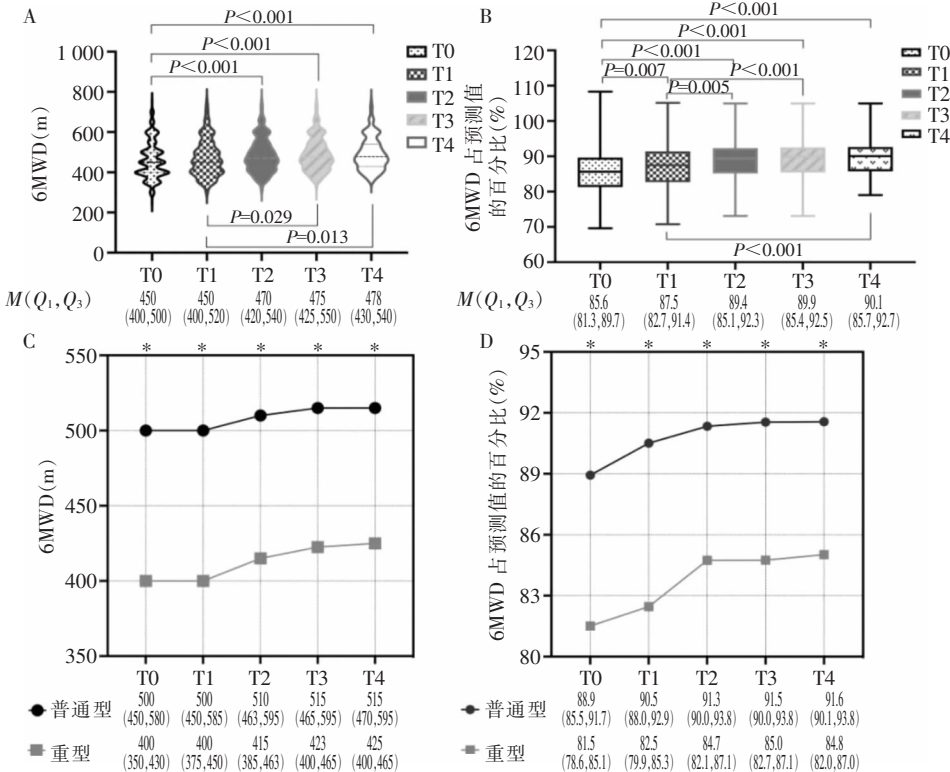 A
P＜0.001
P＜0.001
P＜0.001
1 000
800
600
400
200
0
6MWD(m)
P=0.029
P=0.013
T0
T1
T2
T3
T4
T0 T1 T2 T3 T4
M(Q1,Q3)
450 450 470 475 478
(400,500) (400,520) (420,540) (425,550) (430,540)
B
P＜0.001
P＜0.001
P＜0.001
P=0.007 P＜0.001
P=0.005
120
110
100
90
80
70
60
6MWD 占预测值
的百分比(%)
P＜0.001
T0
T1
T2
T3
T4
T0 T1 T2 T3 T4
M(Q1,Q3)
85.6 87.5 89.4 89.9 90.1
(81.3,89.7) (82.7,91.4) (85.1,92.3) (85.4,92.5) (85.7,92.7)
C
* * * * *
550
500
450
400
350
6MWD(m)
T0 T1 T2 T3 T4
普通型 500 500 510 515 515
(450,580) (450,585) (463,595) (465,595) (470,595)
重型 400 400 415 423 425
(350,430) (375,450) (385,463) (400,465) (400,465)
D
* * * * *
95
92
89
86
83
80
6MWD 占预测值的百分比(%)
T0 T1 T2 T3 T4
普通型 88.9 90.5 91.3 91.5 91.6
(85.5,91.7) (88.0,92.9) (90.0,93.8) (90.0,93.8) (90.1,93.8)
重型 81.5 82.5 84.7 85.0 84.8
(78.6,85.1) (79.9,85.3) (82.1,87.1) (82.7,87.1) (82.0,87.0)